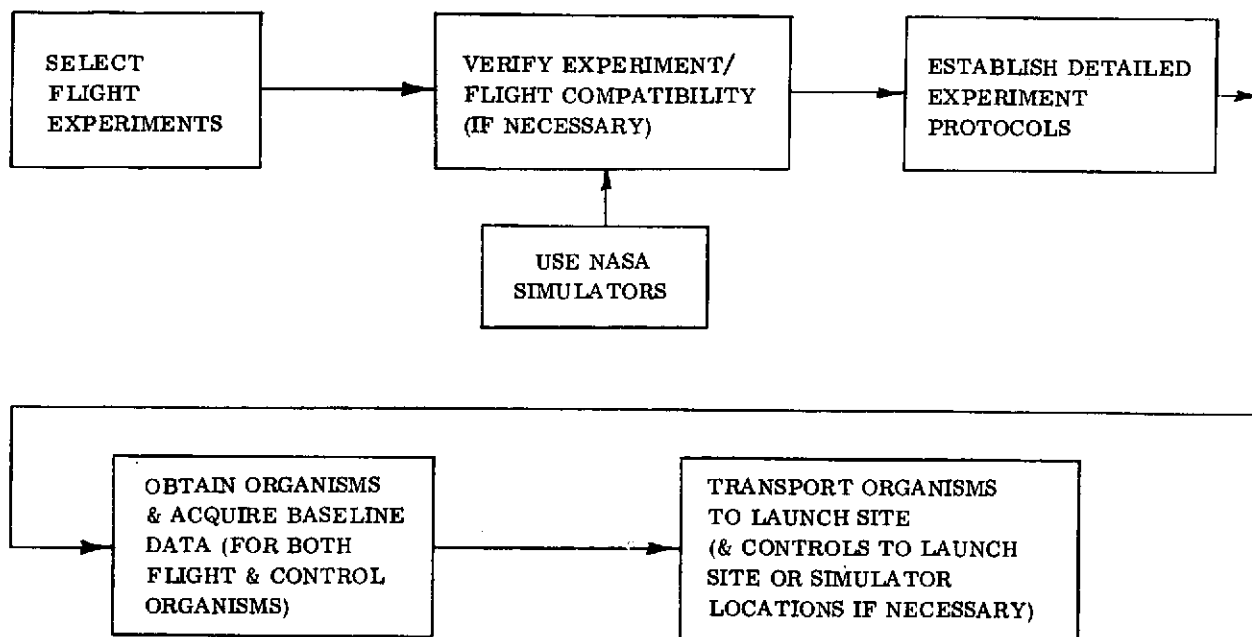 SELECT
FLIGHT
EXPERIMENTS
VERIFY EXPERIMENT/
FLIGHT COMPATIBILITY
(IF NECESSARY)
ESTABLISH DETAILED
EXPERIMENT
PROTOCOLS
USE NASA
SIMULATORS
OBTAIN ORGANISMS
& ACQUIRE BASELINE
DATA (FOR BOTH
FLIGHT & CONTROL
ORGANISMS)
TRANSPORT ORGANISMS
TO LAUNCH SITE
(& CONTROLS TO LAUNCH
SITE OR SIMULATOR
LOCATIONS IF NECESSARY)